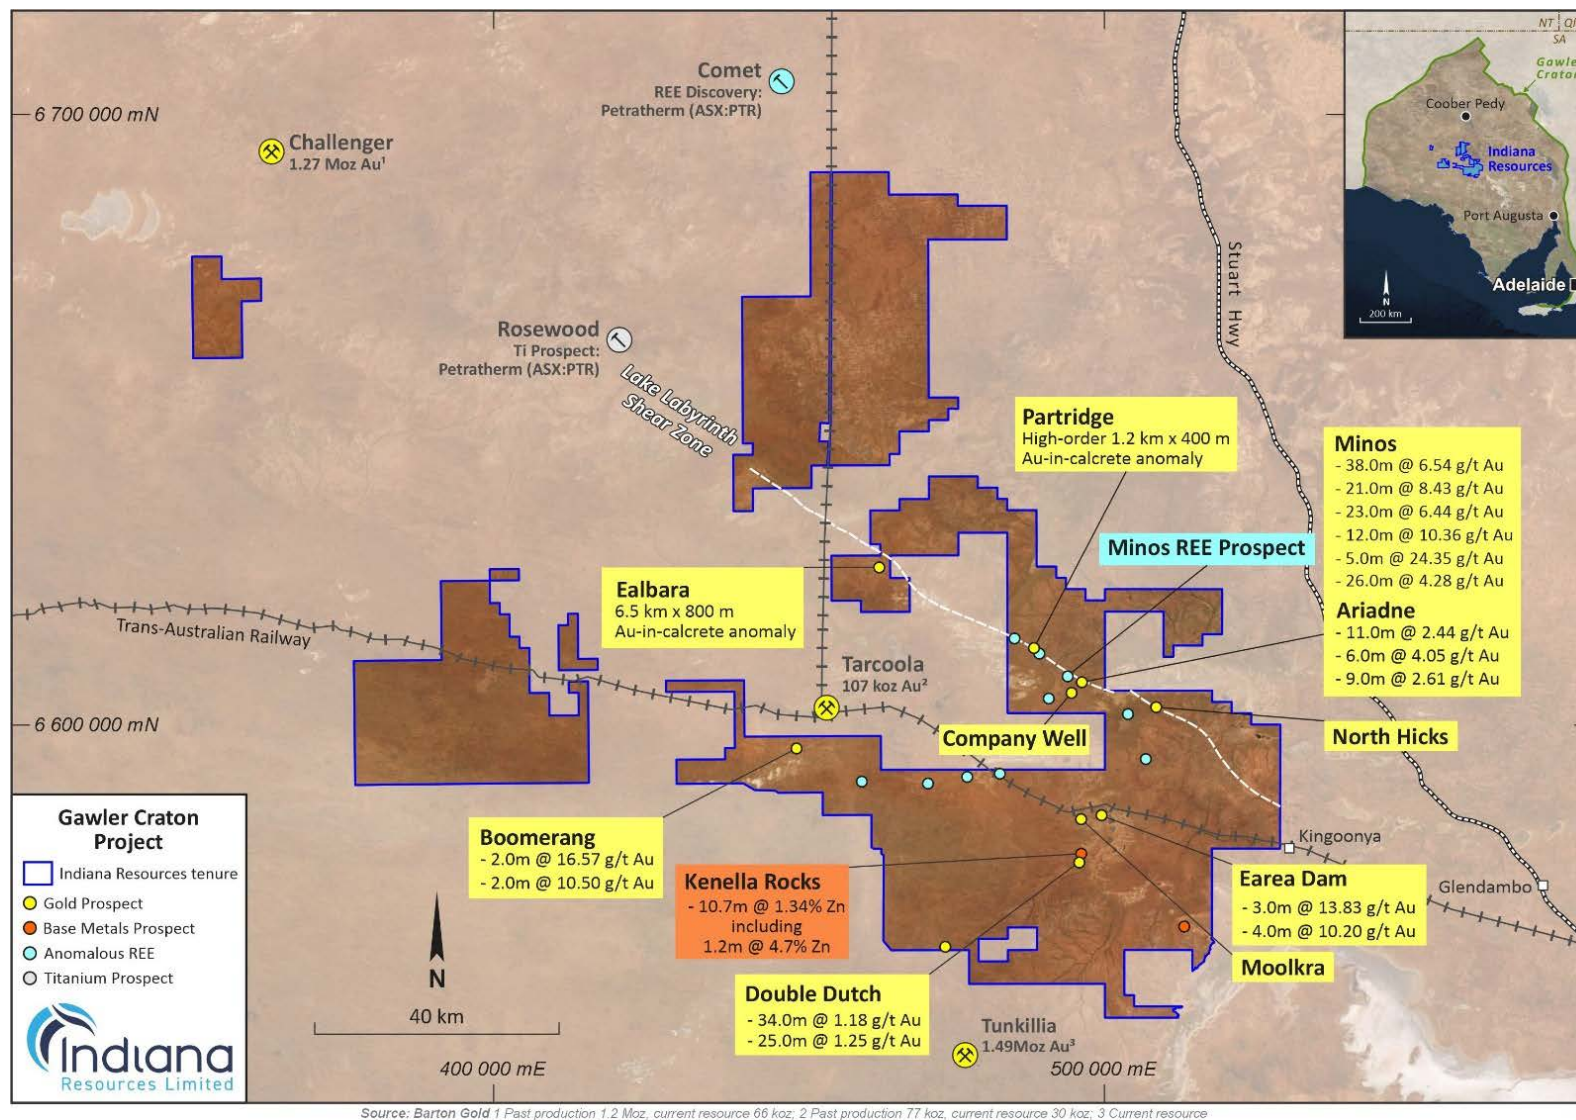 NT
SA
Gawler
Craton
Coober Pedy
Indiana
Resources
Port Augusta
Adelaide
N
200 km
Comet
REE Discovery:
Petratherm (ASX:PTR)
6 700 000 mN
Challenger
1.27 Moz Au¹
Stuart Hwy
Rosewood
Ti Prospect:
Petratherm (ASX:PTR)
Lake Labyrinth
Shear Zone
Partridge
High-order 1.2 km x 400 m
Au-in-calcrete anomaly
Minos
- 38.0m @ 6.54 g/t Au
- 21.0m @ 8.43 g/t Au
- 23.0m @ 6.44 g/t Au
- 12.0m @ 10.36 g/t Au
- 5.0m @ 24.35 g/t Au
- 26.0m @ 4.28 g/t Au
Ariadne
- 11.0m @ 2.44 g/t Au
- 6.0m @ 4.05 g/t Au
- 9.0m @ 2.61 g/t Au
Minos REE Prospect
Ealbara
6.5 km x 800 m
Au-in-calcrete anomaly
Trans-Australian Railway
Tarcoola
107 koz Au²
6 600 000 mN
Company Well
North Hicks
Gawler Craton
Project
Indiana Resources tenure
Gold Prospect
Base Metals Prospect
Anomalous REE
Titanium Prospect
Indiana
Resources Limited
Boomerang
- 2.0m @ 16.57 g/t Au
- 2.0m @ 10.50 g/t Au
Kenella Rocks
- 10.7m @ 1.34% Zn
including
1.2m @ 4.7% Zn
Kingoonya
Glendambo
Earea Dam
- 3.0m @ 13.83 g/t Au
- 4.0m @ 10.20 g/t Au
Moolkra
Double Dutch
- 34.0m @ 1.18 g/t Au
- 25.0m @ 1.25 g/t Au
N
40 km
Tunkillia
1.49Moz Au³
400 000 mE
500 000 mE
Source: Barton Gold 1 Past production 1.2 Moz, current resource 66 koz; 2 Past production 77 koz, current resource 30 koz; 3 Current resource